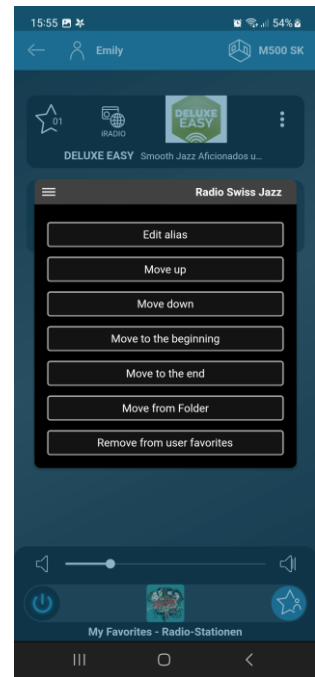 15:55
54%
Emily
M500 SK
01
iRADIO
DELUXE
EASY
DELUXE EASY Smooth Jazz Aficionados u...
Radio Swiss Jazz
Edit alias
Move up
Move down
Move to the beginning
Move to the end
Move from Folder
Remove from user favorites
My Favorites - Radio-Stationen